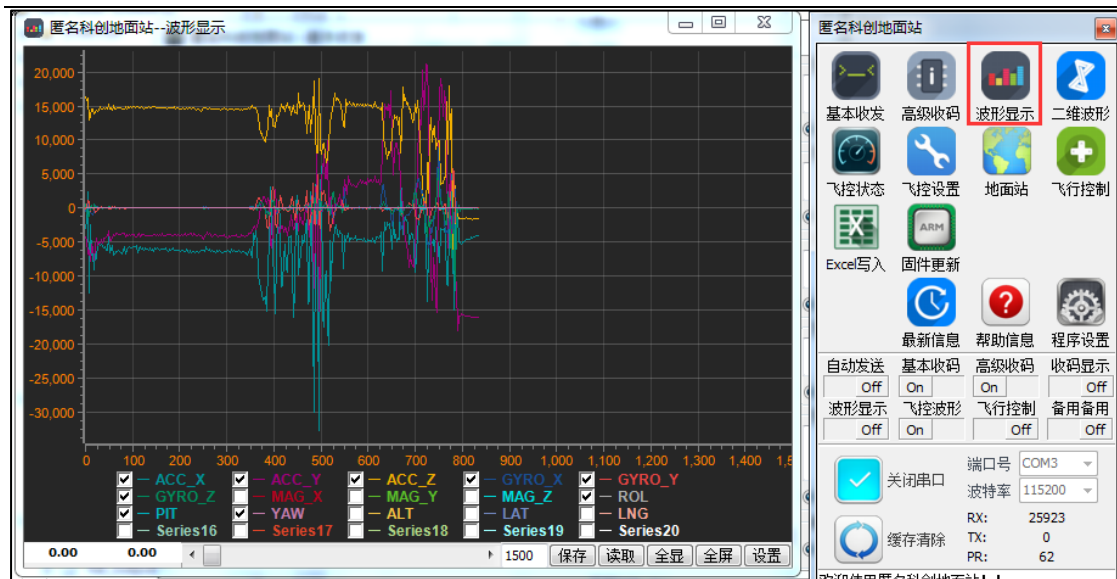 匿名科创地面站--波形显示
20,000
15,000
10,000
5,000
0
-5,000
-10,000
-15,000
-20,000
-25,000
-30,000
0 100 200 300 400 500 600 700 800 900 1,000 1,100 1,200 1,300 1,400 1,5
ACC_X ACC_Y ACC_Z GYRO_X GYRO_Y
GYRO_Z MAG_X MAG_Y MAG_Z ROL
PIT YAW ALT LAT LNG
Series16 Series17 Series18 Series19 Series20
0.00 0.00 1500 保存 读取 全显 全屏 设置
匿名科创地面站
基本收发 高级收码 波形显示 二维波形
飞控状态 飞控设置 地面站 飞行控制
ARM
Excel写入 固件更新
最新信息 帮助信息 程序设置
自动发送 基本收码 高级收码 收码显示
Off On On Off
波形显示 飞控波形 飞行控制 备用备用
Off On Off Off
关闭串口
端口号 COM3
波特率 115200
缓存清除
RX: 25923
TX: 0
PR: 62
欢迎使用匿名科创地面站